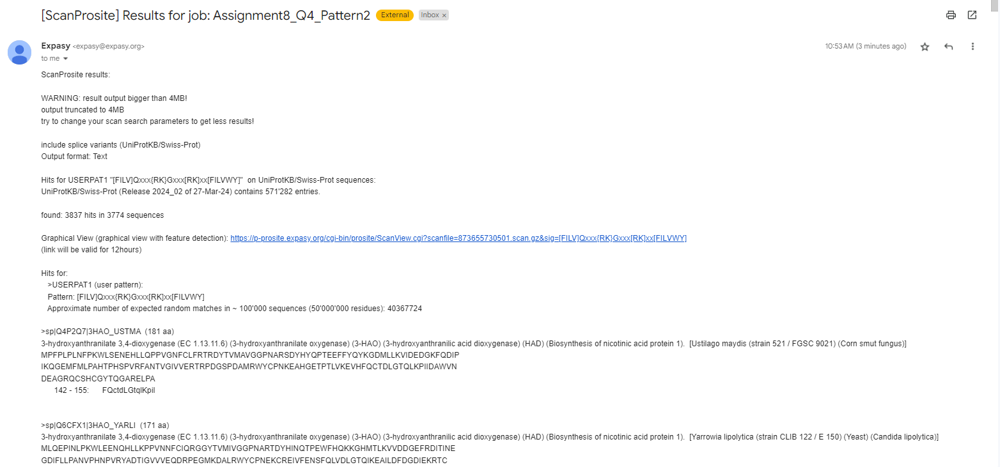 [ScanProsite] Results for job: Assignment8_Q4_Pattern2 External Inbox ×
Expasy <expasy@expasy.org> 10:53 AM (3 minutes ago)
to me
ScanProsite results:
WARNING: result output bigger than 4MB!
output truncated to 4MB
try to change your scan search parameters to get less results!
include splice variants (UniProtKB/Swiss-Prot)
Output format: Text
Hits for USERPAT1 "[FILV]Qxxx{RK}Gxxx[RK]xx[FILVWY]"  on UniProtKB/Swiss-Prot sequences:
UniProtKB/Swiss-Prot (Release 2024_02 of 27-Mar-24) contains 571'282 entries.
found: 3837 hits in 3774 sequences
Graphical View (graphical view with feature detection): https://p-prosite.expasy.org/cgi-bin/prosite/ScanView.cgi?scanfile=873655730501.scan.gz&sig=[FILV]Qxxx{RK}Gxxx[RK]xx[FILVWY]
(link will be valid for 12hours)
Hits for:
>USERPAT1 (user pattern):
Pattern: [FILV]Qxxx{RK}Gxxx[RK]xx[FILVWY]
Approximate number of expected random matches in ~ 100'000 sequences (50'000'000 residues): 40367724
>sp|Q4P2Q7|3HAO_USTMA  (181 aa)
3-hydroxyanthranilate 3,4-dioxygenase (EC 1.13.11.6) (3-hydroxyanthranilate oxygenase) (3-HAO) (3-hydroxyanthranilic acid dioxygenase) (HAD) (Biosynthesis of nicotinic acid protein 1).  [Ustilago maydis (strain 521 / FGSC 9021) (Corn smut fungus)]
MPFPLPLNFPKWLSENEHLLQPPVGNFCLFRTRDYTVMAVGGPNARSDYHYQPTEEFFYQYKGDMLLKVIDEDGKFQDIP
IKQGEMFMLPAHTPHSPVRFANTVGIVVERTRPDGSPDAMRWYCPNKEAHGETPTLVKEVHFQCTDLGTQLKPIIDAWVN
DEAGRQCSHCGYTQGARELPA
142 - 155: FQctdLGtqlKpiI
>sp|Q6CFX1|3HAO_YARLI  (171 aa)
3-hydroxyanthranilate 3,4-dioxygenase (EC 1.13.11.6) (3-hydroxyanthranilate oxygenase) (3-HAO) (3-hydroxyanthranilic acid dioxygenase) (HAD) (Biosynthesis of nicotinic acid protein 1).  [Yarrowia lipolytica (strain CLIB 122 / E 150) (Yeast) (Candida lipolytica)]
MLQEPINLPKWLEENQHLLKPPVNNFCIQRGGYTVMIVGGPNARTDYHINQTPEWFHQKKGHMTLKVVDDGEFRDITINE
GDIFLLPANVPHNPVRYADTIGVVVEQDRPEGMKDALRWYCPNEKCREIVFENSFQLVDLGTQIKEAILDFDGDIEKRTC